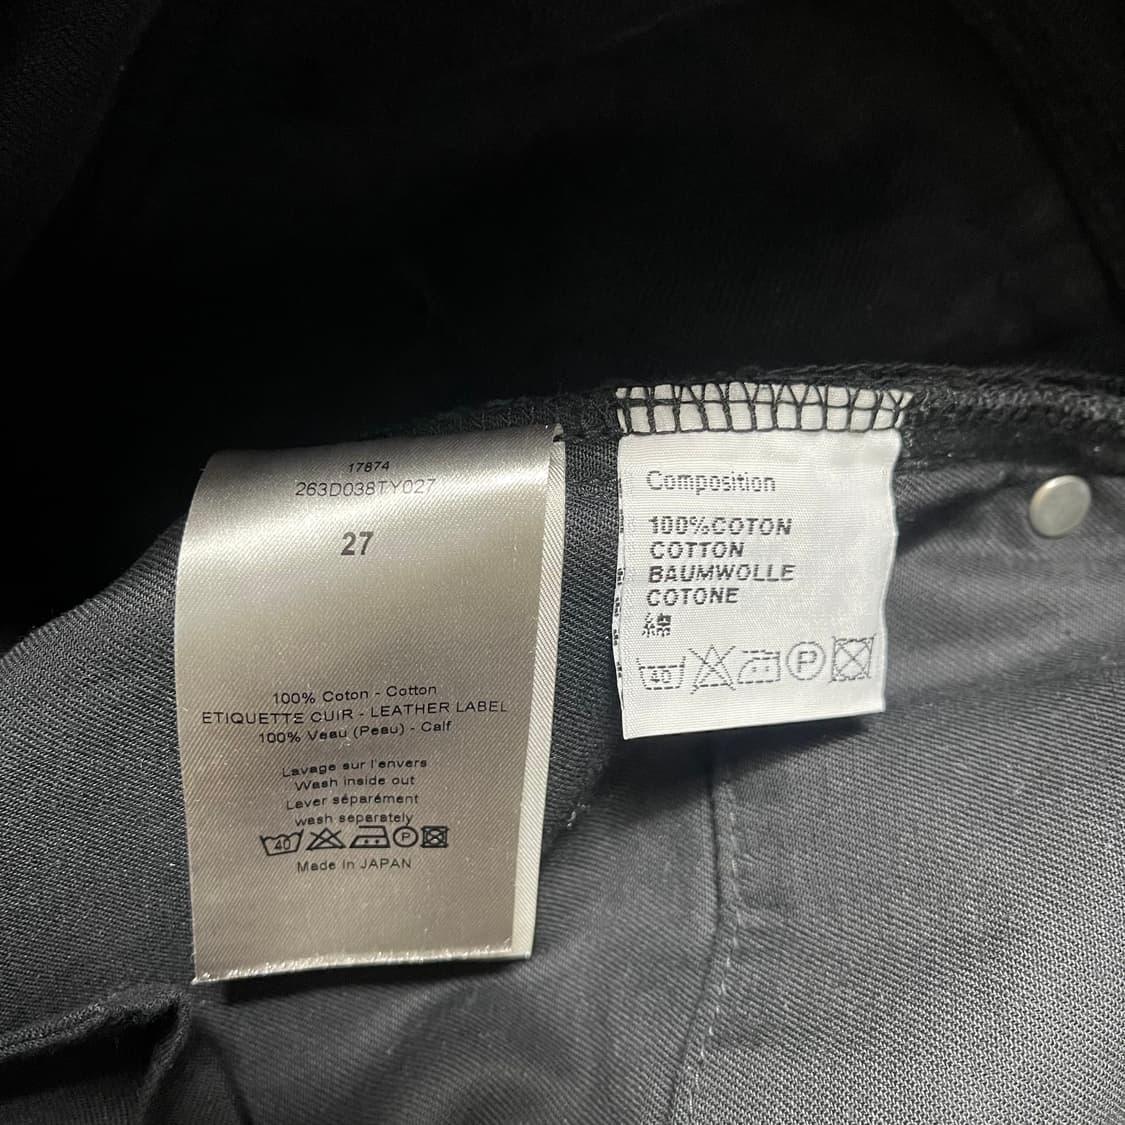 17874
263D038TY027
27
100% Coton - Cotton
ETIQUETTE CUIR - LEATHER LABEL
100% Veau (Peau) - Calf
Lavage sur l'envers
Wash inside out
Laver séparément
wash separately
40 P
Made in JAPAN
Composition
100%COTON
COTTON
BAUMWOLLE
COTONE
綿
40 P